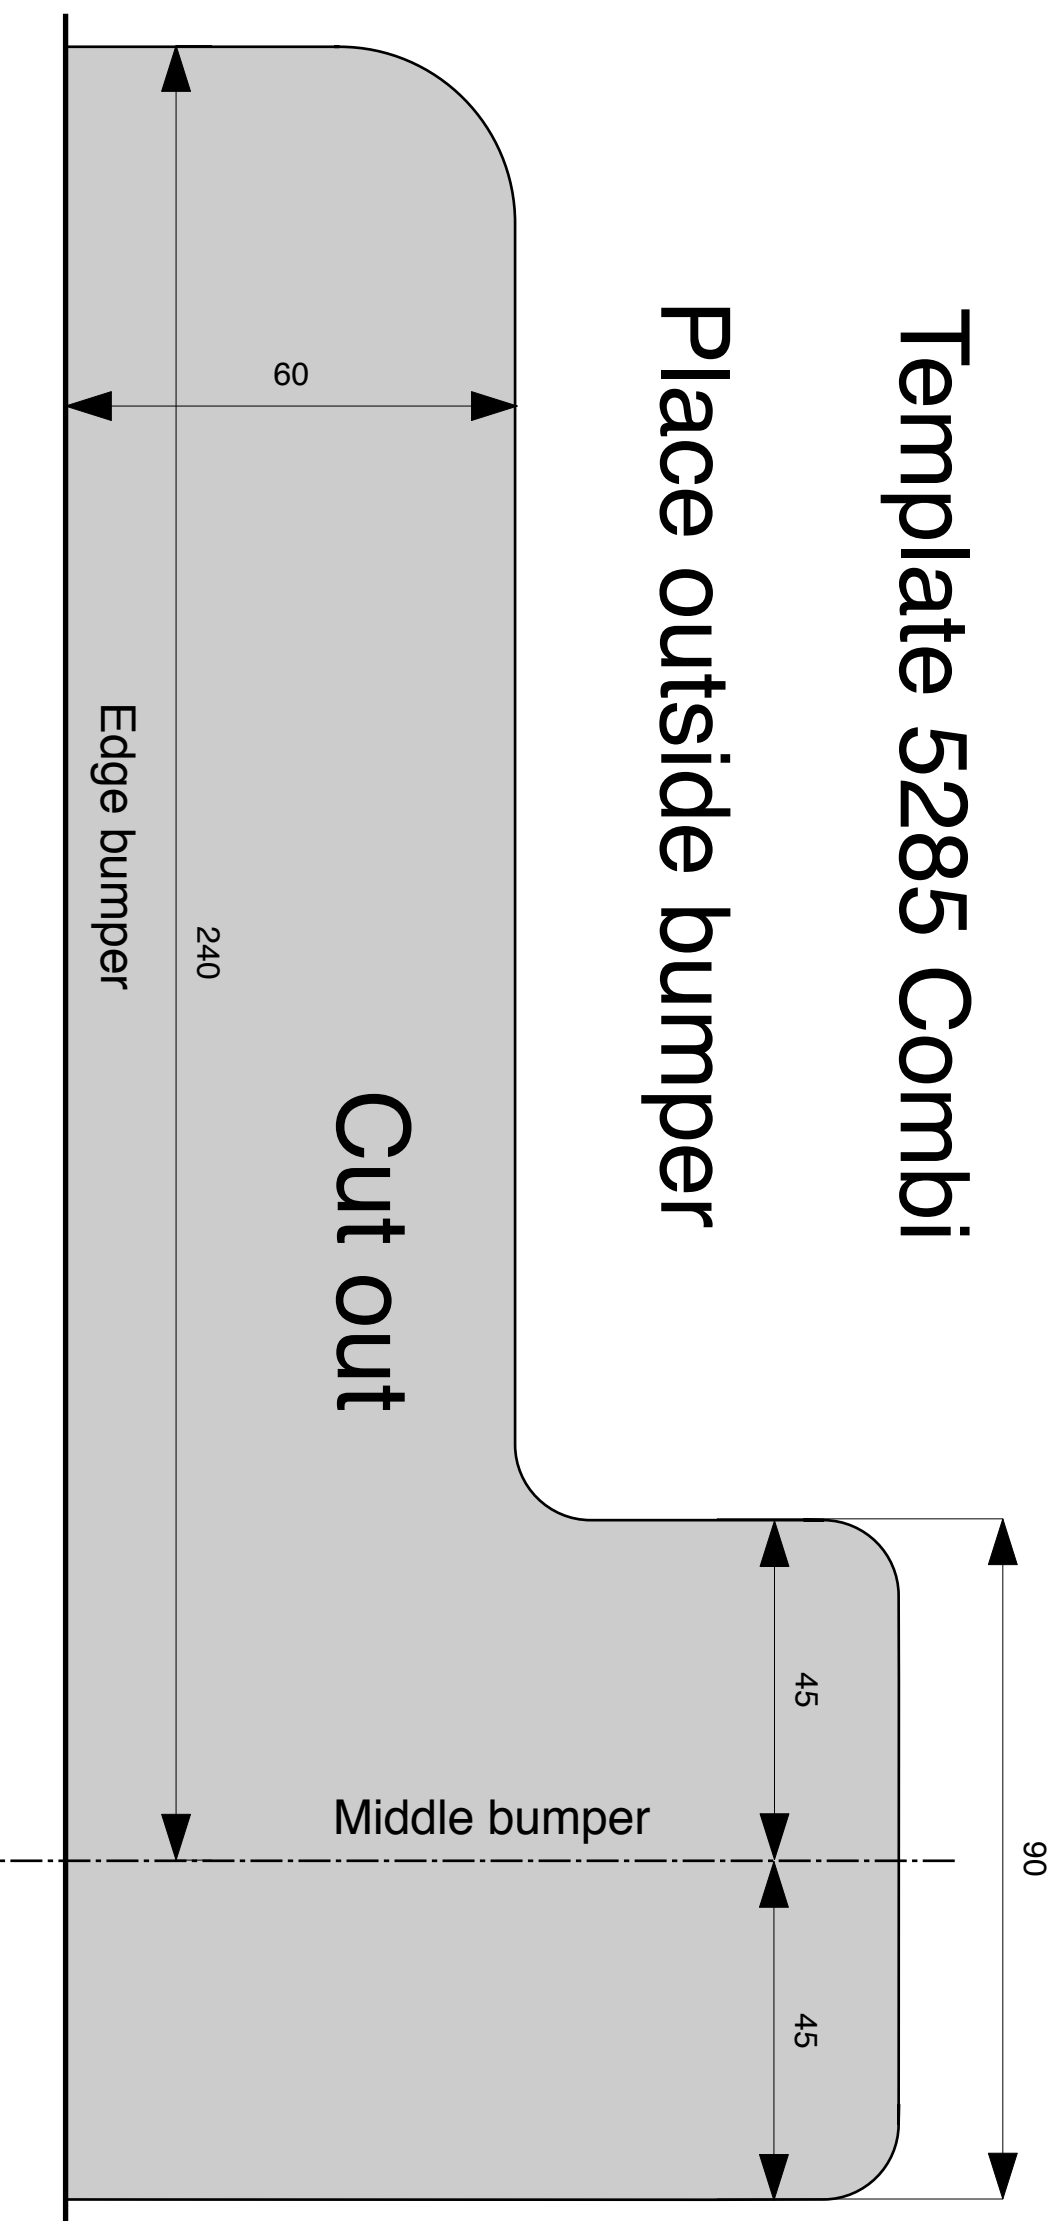 Template 5285 Combi
Place outside bumper
60
Edge bumper
240
Cut out
45
Middle bumper
90
45